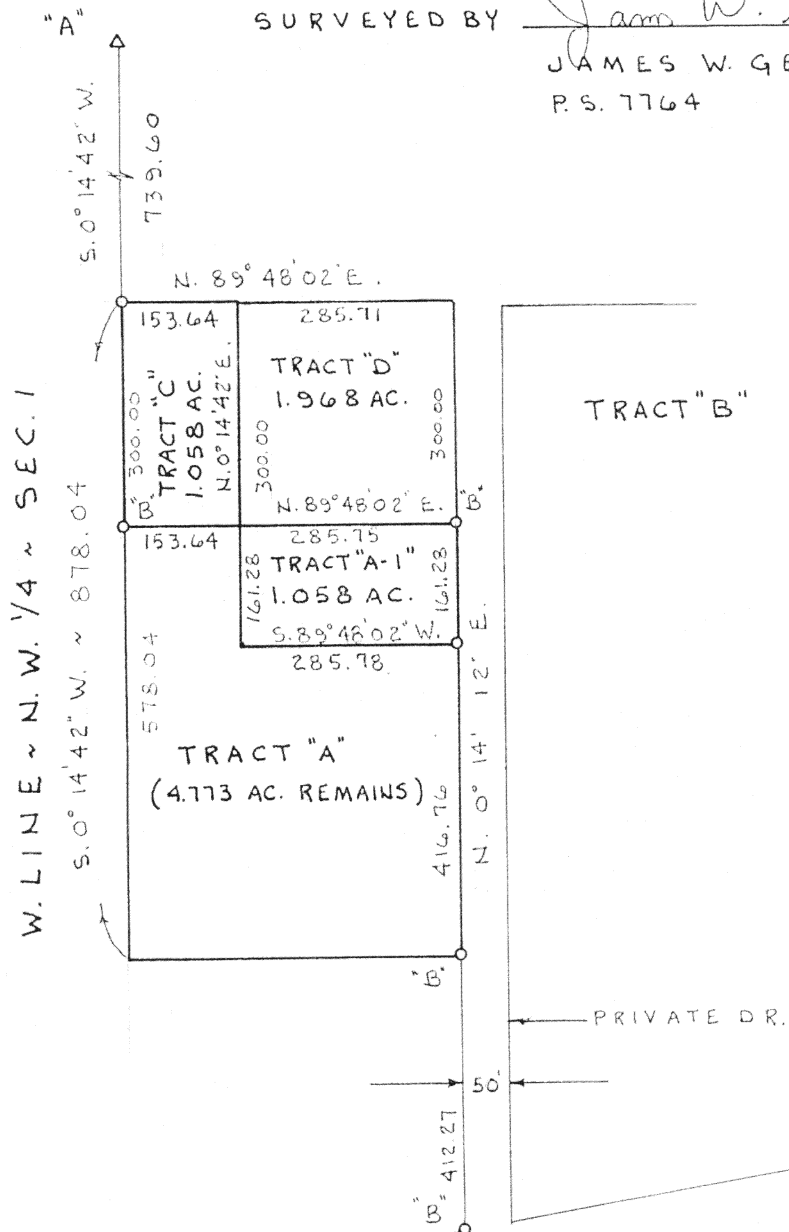 "A"
SURVEYED BY
JAMES W. GE
P.S. 7764
S. 0° 14' 42" W.
739.60
N. 89° 48' 02" E.
153.64
285.71
TRACT "C"
1.058 AC.
N. 0° 14' 42" E.
300.00
300.00
TRACT "D"
1.968 AC.
300.00
TRACT "B"
"B"
N. 89° 48' 02" E.
"B"
153.64
285.75
161.28
TRACT "A-1"
1.058 AC.
161.28
S. 89° 48' 02" W.
285.78
W. LINE ~ N.W. 1/4 ~ SEC. 1
S. 0° 14' 42" W. ~ 878.04
578.04
TRACT "A"
(4.773 AC. REMAINS)
416.76
N. 0° 14' 12" E.
"B"
PRIVATE DR.
50'
412.27
"B"